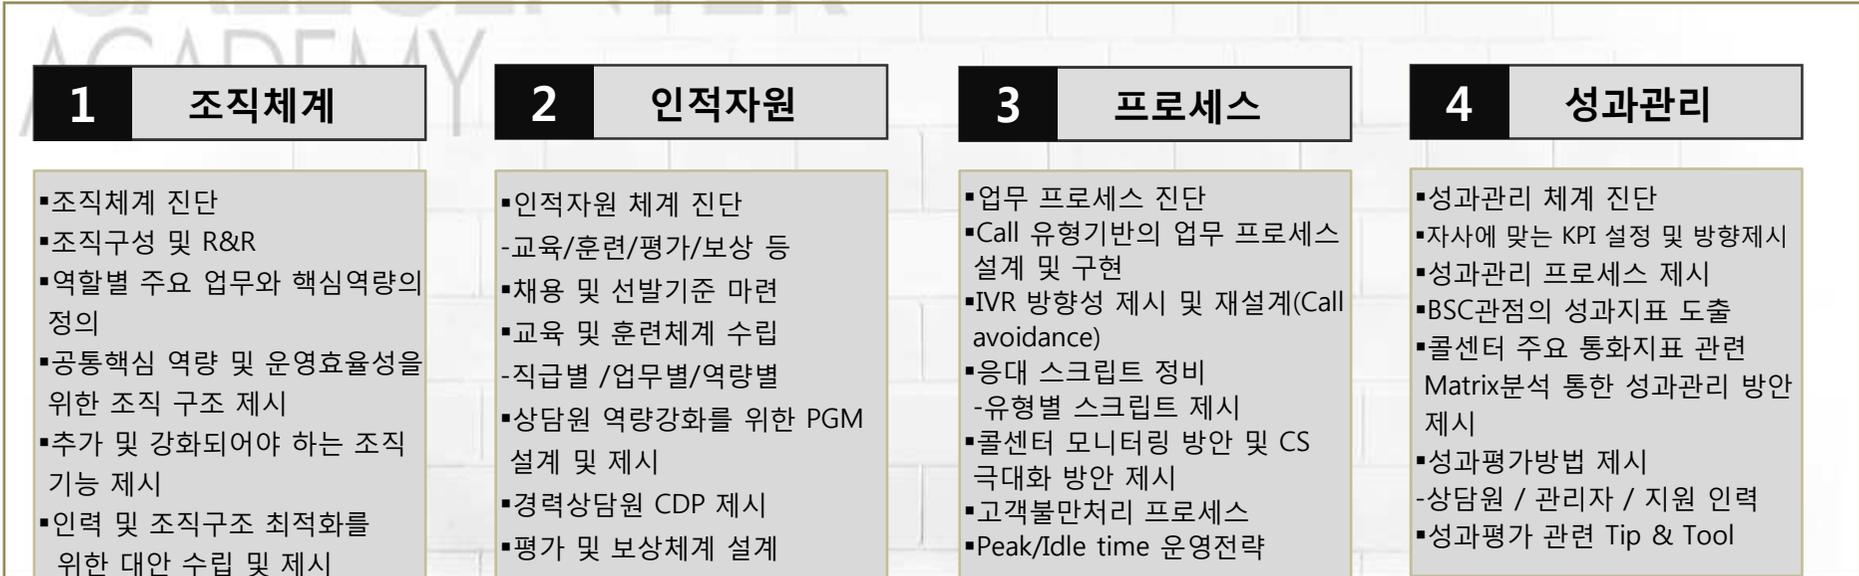 CALL CENTER
ACADEMY
1 조직체계
▪조직체계 진단
▪조직구성 및 R&R
▪역할별 주요 업무와 핵심역량의
정의
▪공통핵심 역량 및 운영효율성을
위한 조직 구조 제시
▪추가 및 강화되어야 하는 조직
기능 제시
▪인력 및 조직구조 최적화를
위한 대안 수립 및 제시
2 인적자원
▪인적자원 체계 진단
-교육/훈련/평가/보상 등
▪채용 및 선발기준 마련
▪교육 및 훈련체계 수립
-직급별 /업무별/역량별
▪상담원 역량강화를 위한 PGM
설계 및 제시
▪경력상담원 CDP 제시
▪평가 및 보상체계 설계
3 프로세스
▪업무 프로세스 진단
▪Call 유형기반의 업무 프로세스
설계 및 구현
▪IVR 방향성 제시 및 재설계(Call
avoidance)
▪응대 스크립트 정비
-유형별 스크립트 제시
▪콜센터 모니터링 방안 및 CS
극대화 방안 제시
▪고객불만처리 프로세스
▪Peak/Idle time 운영전략
4 성과관리
▪성과관리 체계 진단
▪자사에 맞는 KPI 설정 및 방향제시
▪성과관리 프로세스 제시
▪BSC관점의 성과지표 도출
▪콜센터 주요 통화지표 관련
Matrix분석 통한 성과관리 방안
제시
▪성과평가방법 제시
-상담원 / 관리자 / 지원 인력
▪성과평가 관련 Tip & Tool